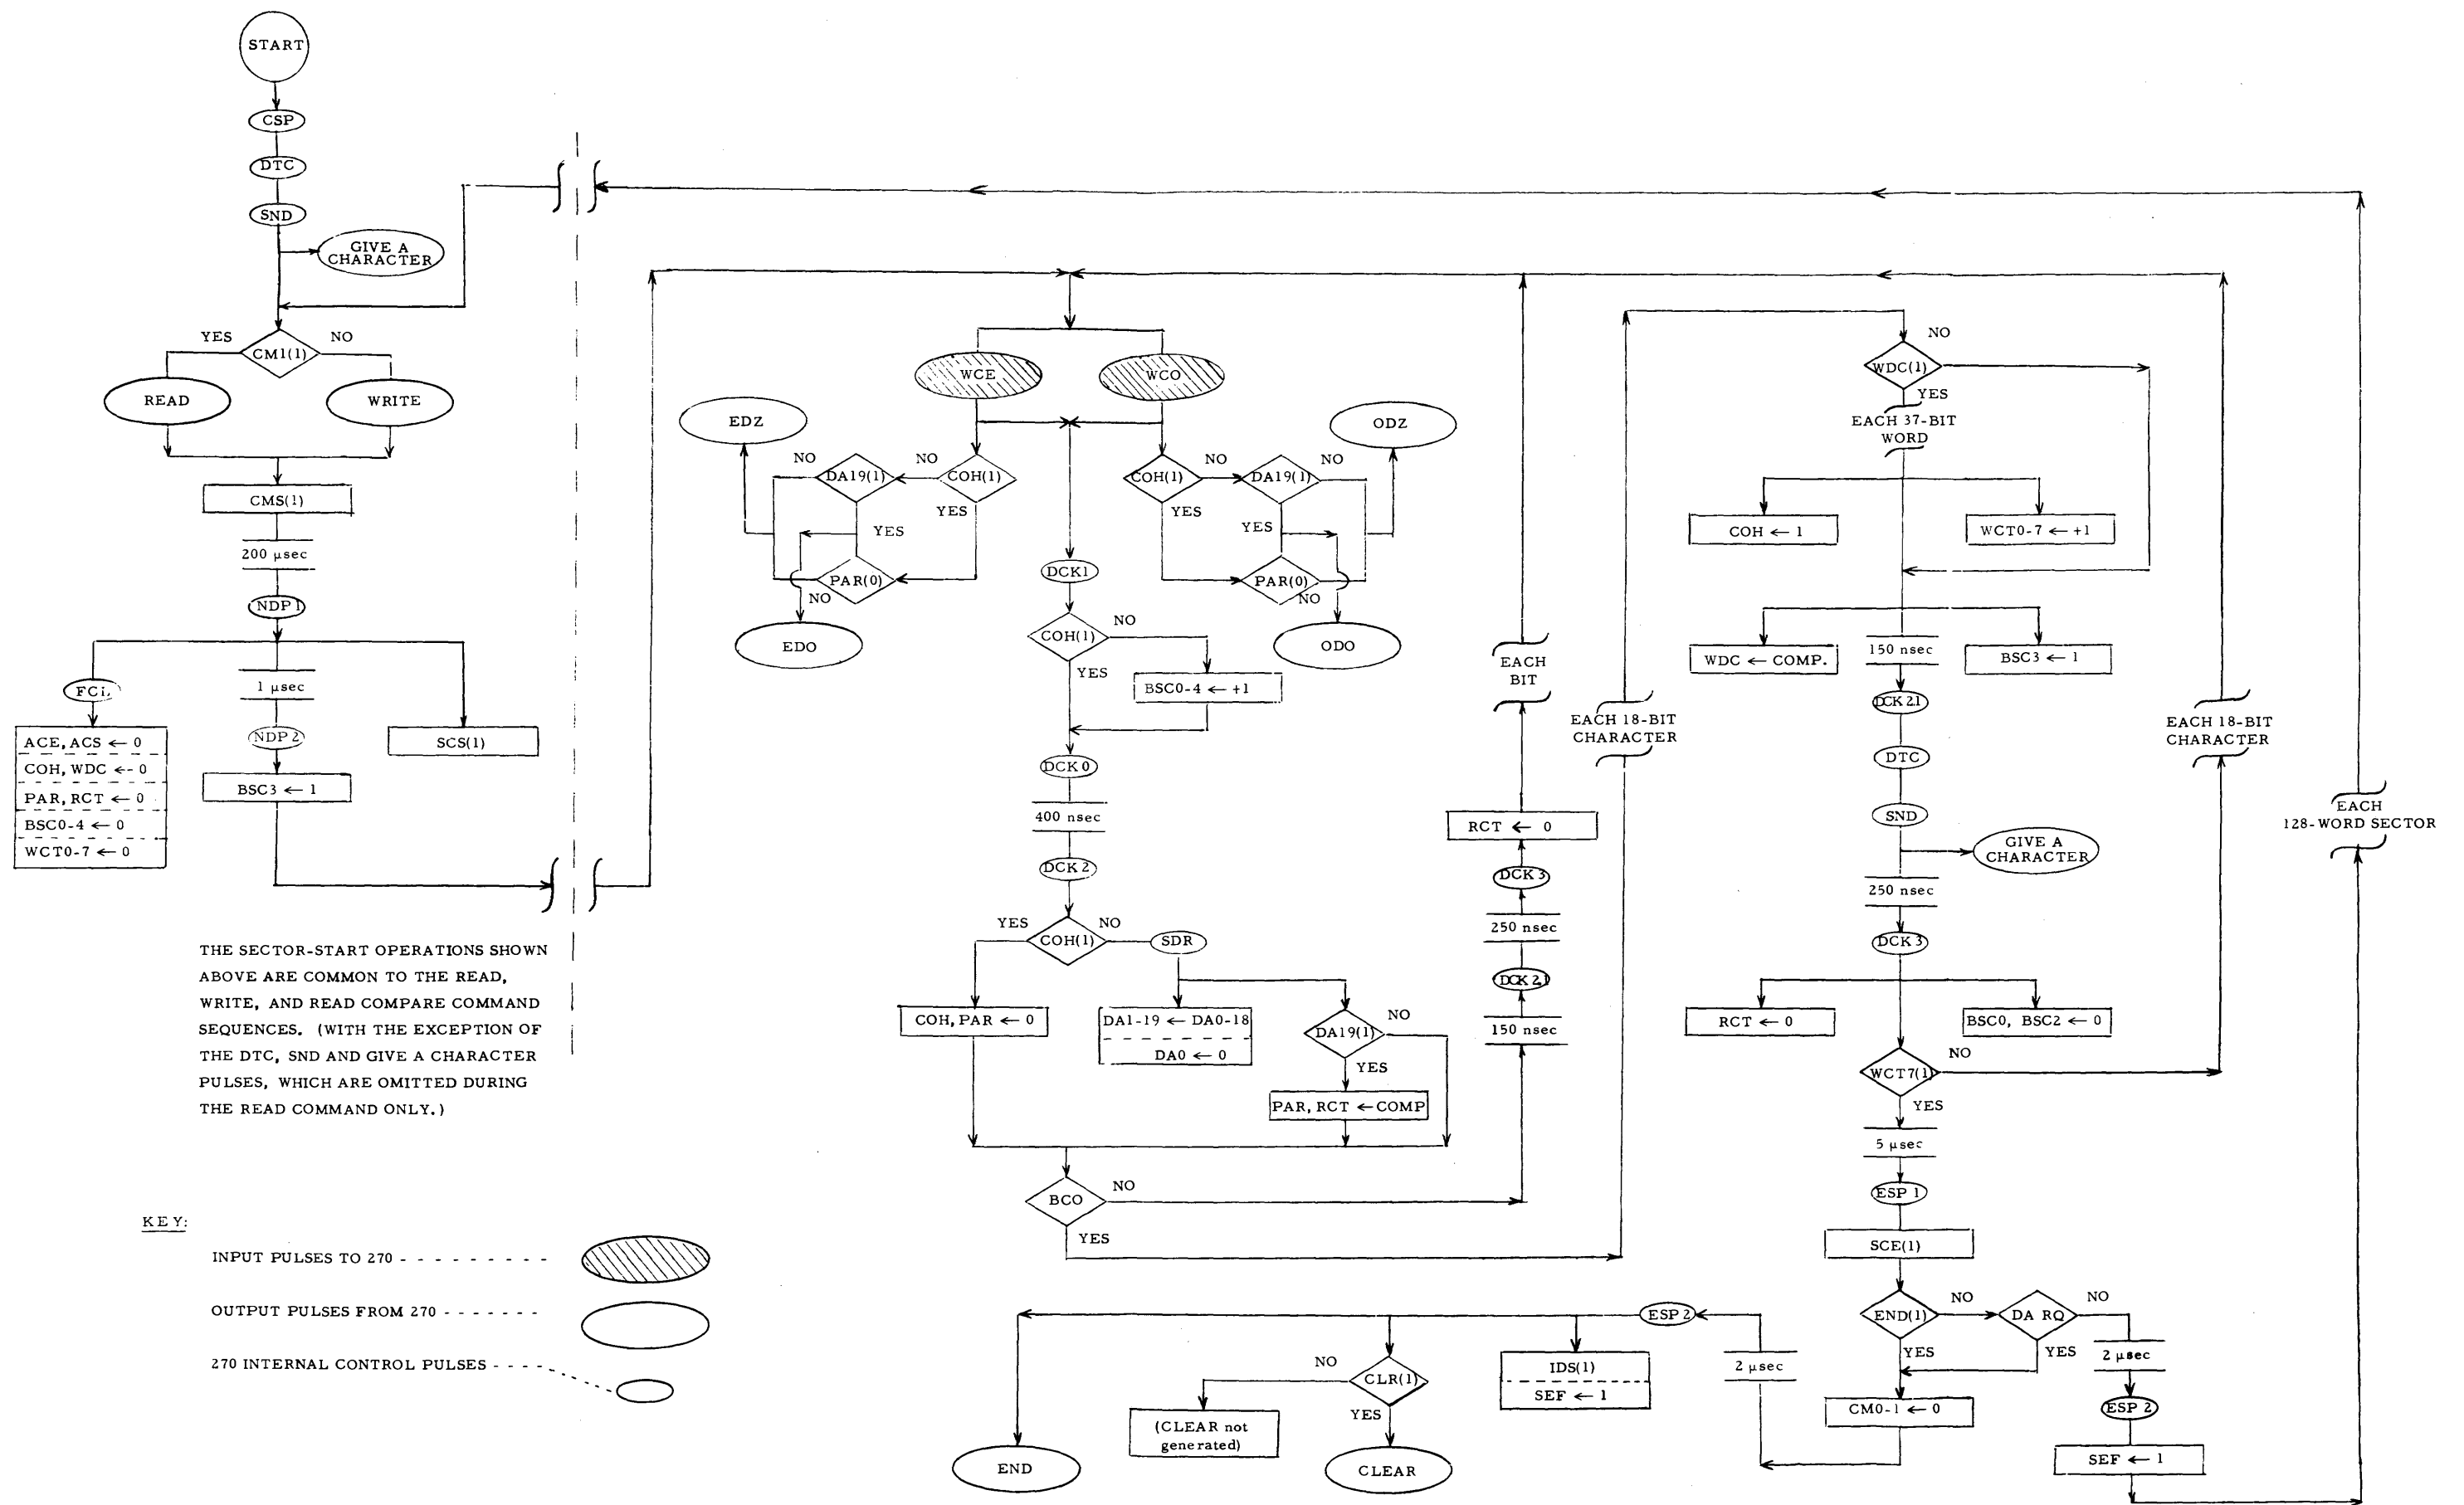 START
CSP
DTC
SND
GIVE A
CHARACTER
YES
NO
CM1(1)
READ
WRITE
CMS(1)
200 μsec
NDP 1
FCL
1 μsec
NDP 2
BSC3 ← 1
SCS(1)
ACE, ACS ← 0
COH, WDC ← 0
PAR, RCT ← 0
BSC0-4 ← 0
WCT0-7 ← 0
THE SECTOR-START OPERATIONS SHOWN
ABOVE ARE COMMON TO THE READ,
WRITE, AND READ COMPARE COMMAND
SEQUENCES. (WITH THE EXCEPTION OF
THE DTC, SND AND GIVE A CHARACTER
PULSES, WHICH ARE OMITTED DURING
THE READ COMMAND ONLY.)
KEY:
INPUT PULSES TO 270
OUTPUT PULSES FROM 270
270 INTERNAL CONTROL PULSES
WCE
WCO
EDZ
ODZ
NO
DA19(1)
NO
COH(1)
COH(1)
NO
DA19(1)
NO
YES
YES
YES
YES
PAR(0)
NO
PAR(0)
NO
EDO
ODO
DCK1
COH(1)
NO
YES
BSC0-4 ← +1
DCK 0
400 nsec
DCK 2
YES
COH(1)
NO
SDR
COH, PAR ← 0
DA1-19 ← DA0-18
DA0 ← 0
DA19(1)
NO
YES
PAR, RCT ← COMP
BCO
NO
YES
EACH
BIT
RCT ← 0
DCK 3
250 nsec
DCK 2.1
150 nsec
EACH 18-BIT
CHARACTER
NO
WDC(1)
YES
EACH 37-BIT
WORD
COH ← 1
WCT0-7 ← +1
WDC ← COMP.
150 nsec
BSC3 ← 1
DCK 2.1
DTC
SND
GIVE A
CHARACTER
250 nsec
DCK 3
RCT ← 0
BSC0, BSC2 ← 0
WCT7(1)
NO
YES
EACH 18-BIT
CHARACTER
EACH
128-WORD SECTOR
5 μsec
ESP 1
SCE(1)
END(1)
NO
DA RQ
NO
YES
YES
2 μsec
ESP 2
SEF ← 1
CM0-1 ← 0
2 μsec
ESP 2
IDS(1)
SEF ← 1
NO
CLR(1)
YES
(CLEAR not
generated)
CLEAR
END